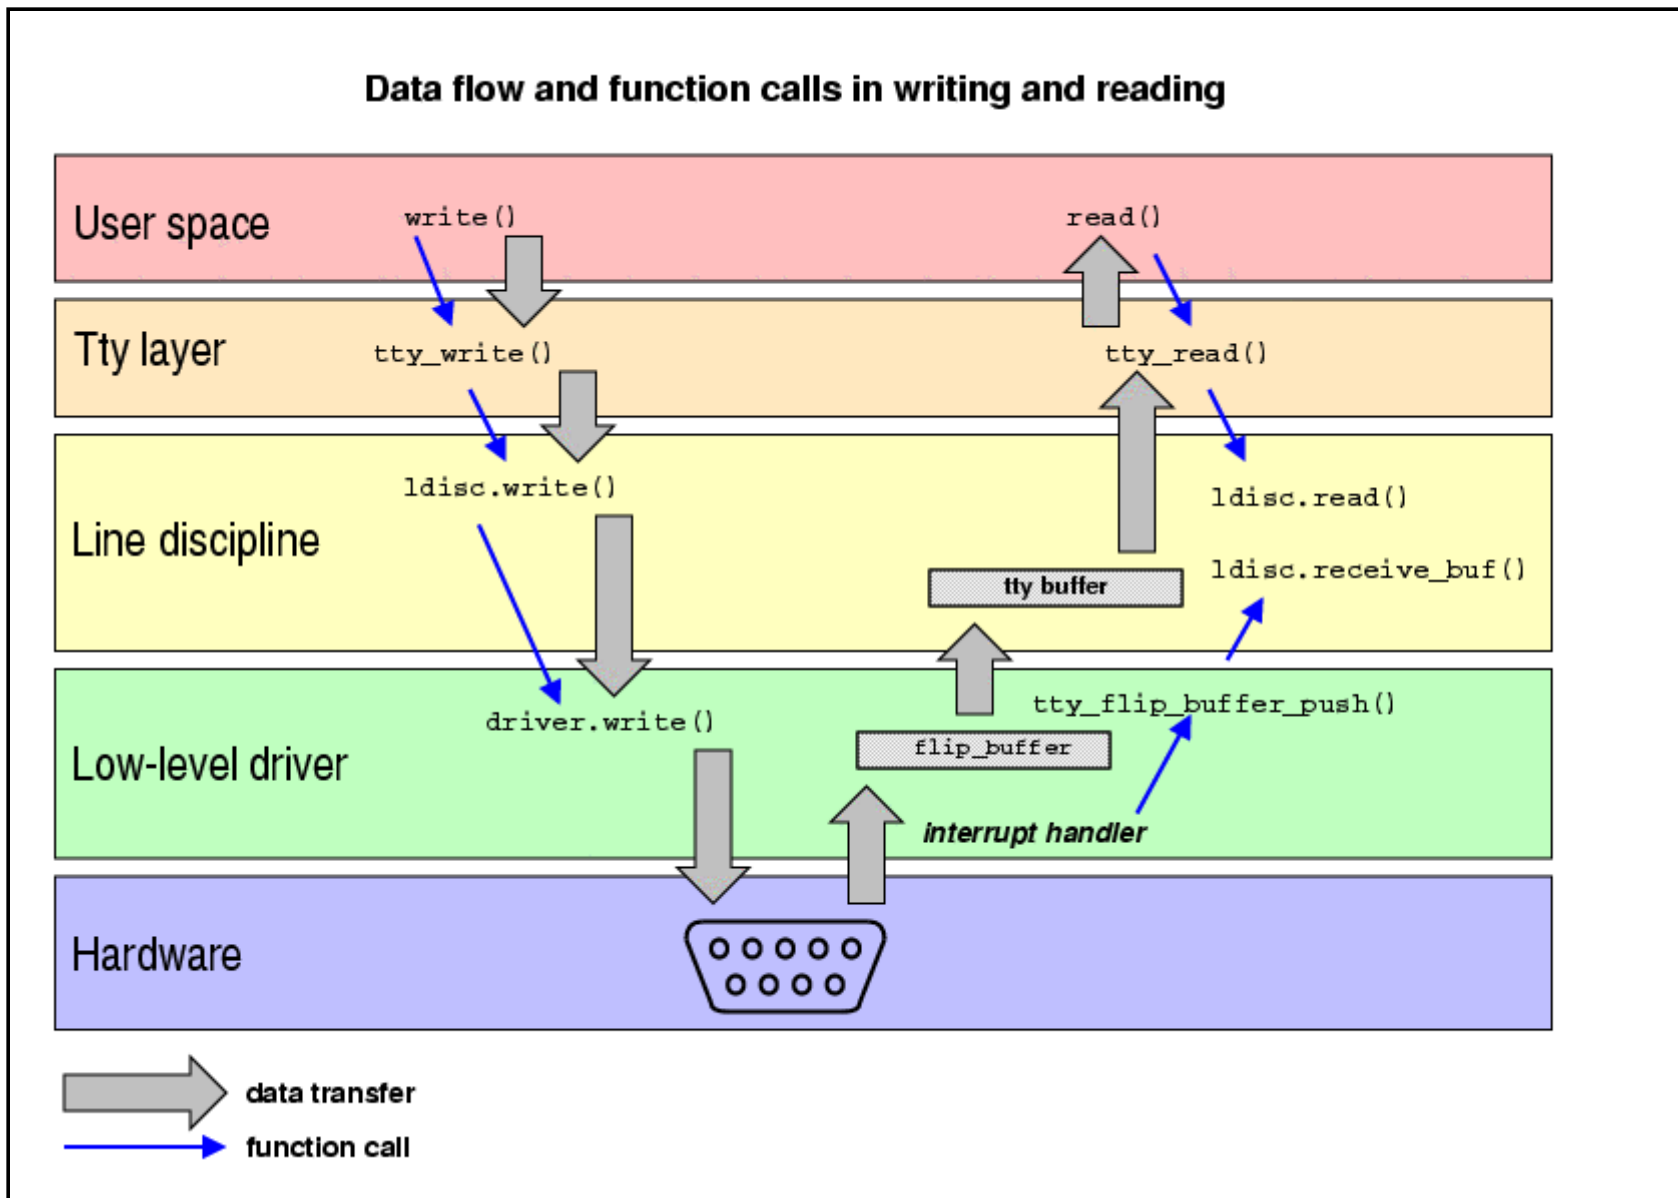 Data flow and function calls in writing and reading
User space
write()
read()
Tty layer
tty_write()
tty_read()
Line discipline
ldisc.write()
ldisc.read()
tty buffer
ldisc.receive_buf()
Low-level driver
driver.write()
tty_flip_buffer_push()
flip_buffer
interrupt handler
Hardware
data transfer
function call